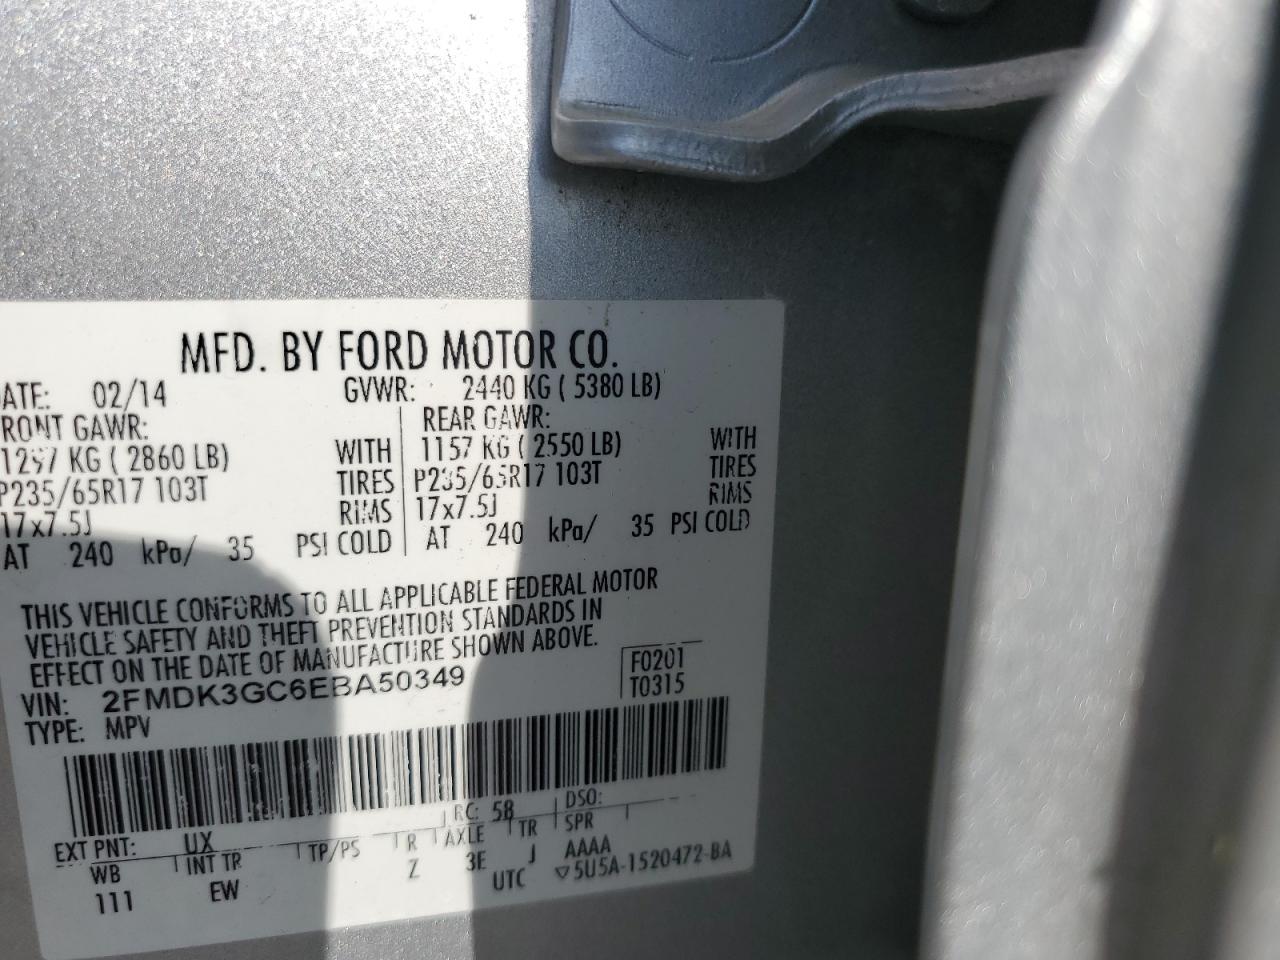 MFD. BY FORD MOTOR CO.
DATE: 02/14 GVWR: 2440 KG ( 5380 LB)
FRONT GAWR: REAR GAWR:
1297 KG ( 2860 LB) WITH 1157 KG ( 2550 LB) WITH
P235/65R17 103T TIRES P235/65R17 103T TIRES
17x7.5J RIMS 17x7.5J RIMS
AT 240 kPa/ 35 PSI COLD AT 240 kPa/ 35 PSI COLD
THIS VEHICLE CONFORMS TO ALL APPLICABLE FEDERAL MOTOR
VEHICLE SAFETY AND THEFT PREVENTION STANDARDS IN
EFFECT ON THE DATE OF MANUFACTURE SHOWN ABOVE.
VIN: 2FMDK3GC6EBA50349 F0201
TYPE: MPV T0315
EXT PNT: UX RC: 58 DSO:
WB INT TR TP/PS R AXLE TR SPR
111 EW Z 3E J AAAA
UTC ▽5U5A-1520472-BA